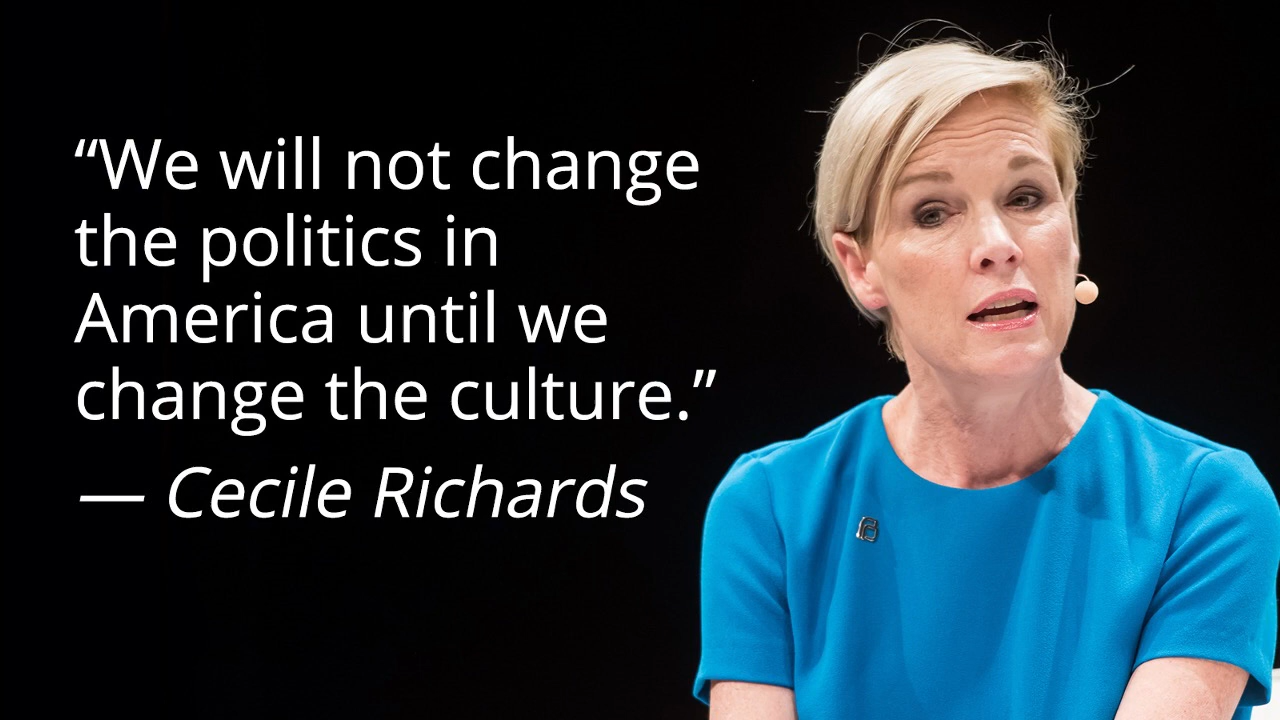 “We will not change
the politics in
America until we
change the culture.”
— Cecile Richards